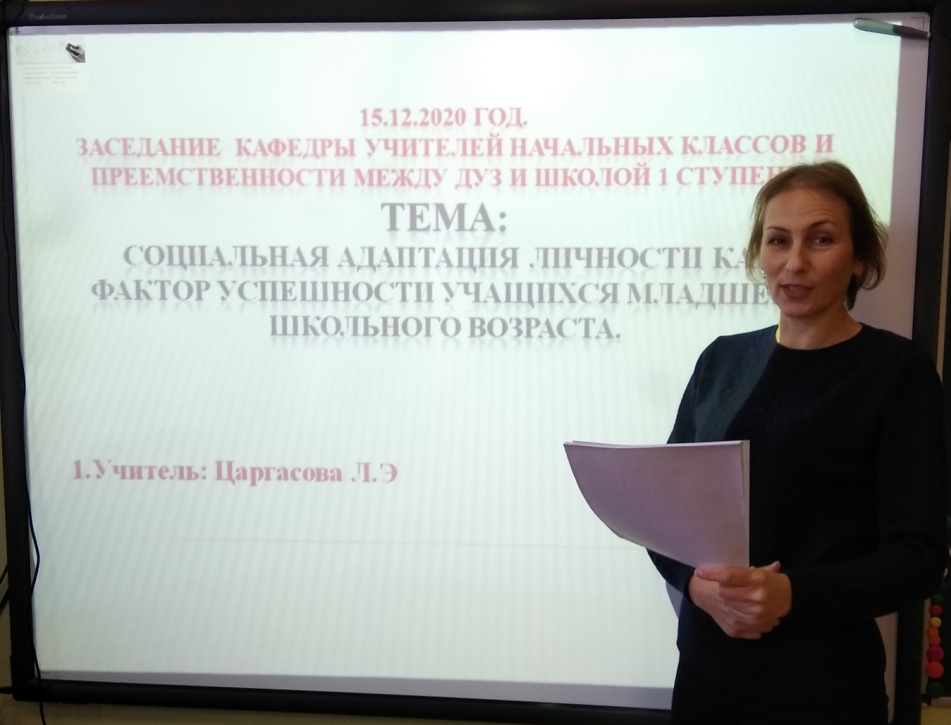 15.12.2020 ГОД.
ЗАСЕДАНИЕ КАФЕДРЫ УЧИТЕЛЕЙ НАЧАЛЬНЫХ КЛАССОВ И
ПРЕЕМСТВЕННОСТИ МЕЖДУ ДУЗ И ШКОЛОЙ 1
ТЕМА:
СОЦИАЛЬНАЯ АДАПТАЦИЯ ЛИЧНОСТИ
ФАКТОР УСПЕШНОСТИ УЧАЩИХСЯ
ШКОЛЬНОГО ВОЗРАСТА.
1.Учитель: Царгасова Л.Э